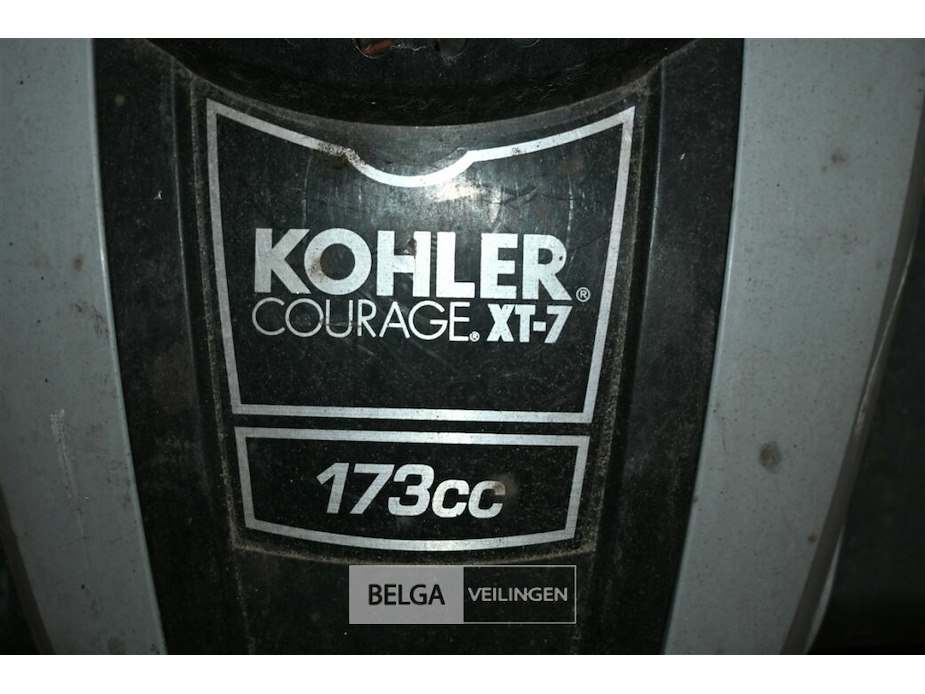 KOHLER®
COURAGE® XT-7
173cc
BELGA VEILINGEN